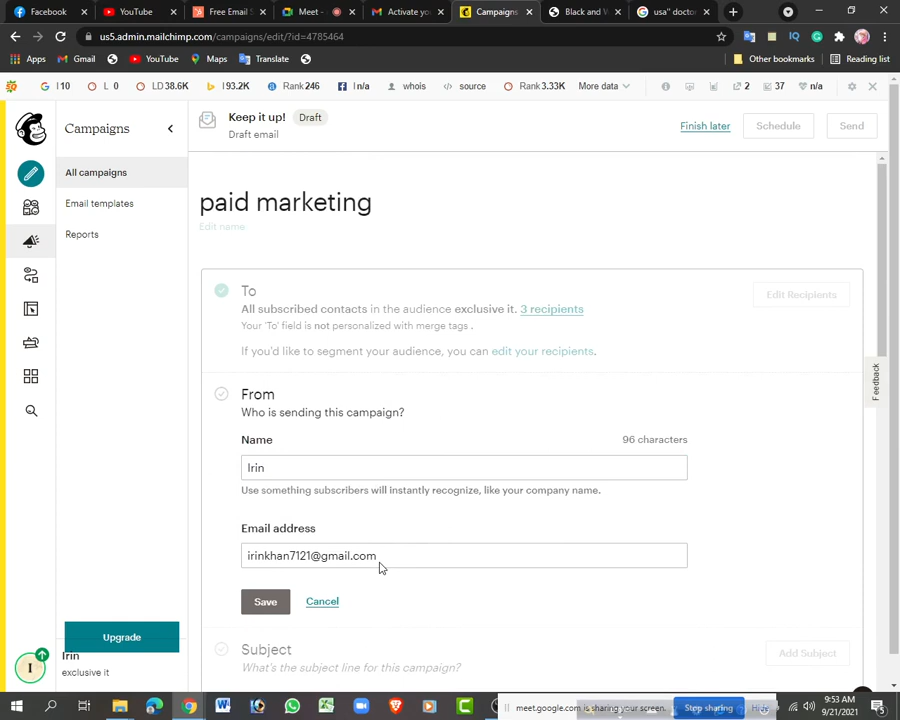 Facebook
YouTube
Free Email S
Meet -
Activate yo
Campaigns
Black and V
usa" doctor
us5.admin.mailchimp.com/campaigns/edit/?id=4785464
Apps
Gmail
YouTube
Maps
Translate
Other bookmarks
Reading list
I10
L 0
LD 38.6K
I 93.2K
Rank 246
I n/a
whois
source
Rank 3.33K
More data
2
37
n/a
Campaigns
Keep it up!
Draft
Draft email
Finish later
Schedule
Send
All campaigns
Email templates
Reports
paid marketing
Edit name
To
All subscribed contacts in the audience exclusive it. 3 recipients
Your 'To' field is not personalized with merge tags .
If you'd like to segment your audience, you can edit your recipients.
Edit Recipients
Feedback
From
Who is sending this campaign?
Name
96 characters
Irin
Use something subscribers will instantly recognize, like your company name.
Email address
irinkhan7121@gmail.com
Save
Cancel
Subject
What's the subject line for this campaign?
Add Subject
Upgrade
I
Irin
exclusive it
meet.google.com is sharing your screen.
Stop sharing
Hide
9:53 AM
9/21/2021
5